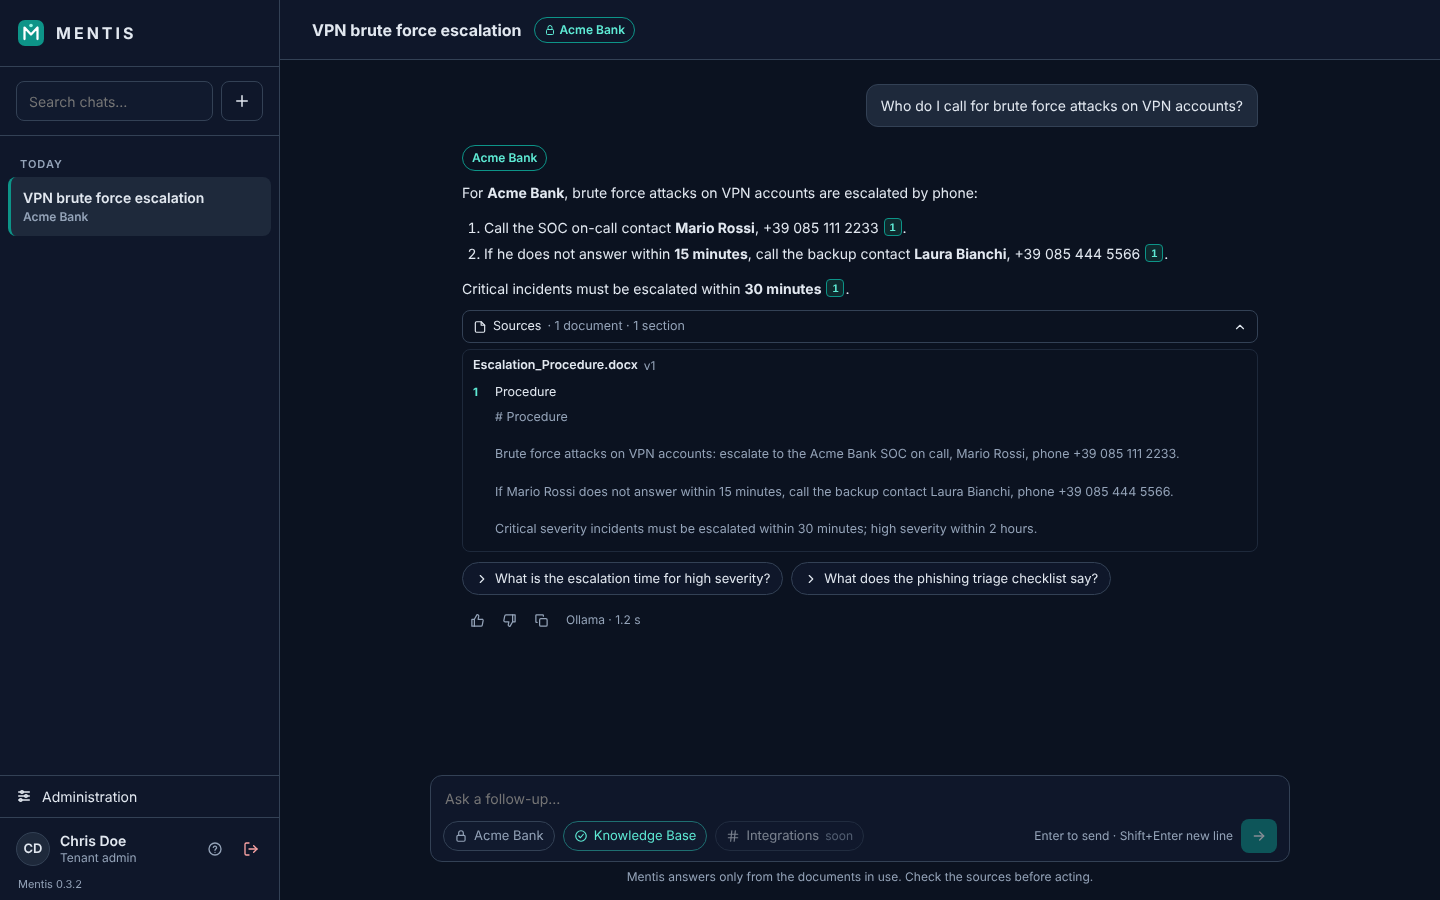 MENTIS
Search chats...
TODAY
VPN brute force escalation
Acme Bank
Administration
CD
Chris Doe
Tenant admin
Mentis 0.3.2
VPN brute force escalation
Acme Bank
Who do I call for brute force attacks on VPN accounts?
Acme Bank
For Acme Bank, brute force attacks on VPN accounts are escalated by phone:
1. Call the SOC on-call contact Mario Rossi, +39 085 111 2233 1.
2. If he does not answer within 15 minutes, call the backup contact Laura Bianchi, +39 085 444 5566 1.
Critical incidents must be escalated within 30 minutes 1.
Sources · 1 document · 1 section
Escalation_Procedure.docx v1
1 Procedure
# Procedure
Brute force attacks on VPN accounts: escalate to the Acme Bank SOC on call, Mario Rossi, phone +39 085 111 2233.
If Mario Rossi does not answer within 15 minutes, call the backup contact Laura Bianchi, phone +39 085 444 5566.
Critical severity incidents must be escalated within 30 minutes; high severity within 2 hours.
What is the escalation time for high severity?
What does the phishing triage checklist say?
Ollama · 1.2 s
Ask a follow-up...
Acme Bank
Knowledge Base
Integrations soon
Enter to send · Shift+Enter new line
Mentis answers only from the documents in use. Check the sources before acting.